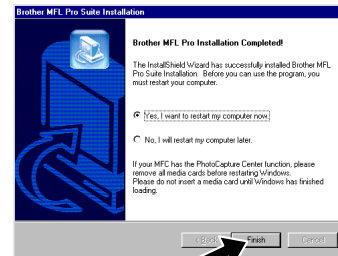 Brother MFL Pro Suite Installation
Brother MFL Pro Installation Completed!
The InstallShield Wizard has successfully installed Brother MFL
Pro Suite Installation. Before you can use the program, you
must restart your computer.
Yes, I want to restart my computer now.
No, I will restart my computer later.
If your MFC has the PhotoCapture Center function, please
remove all media cards before restarting Windows.
Please do not insert a media card until Windows has finished
loading.
< Back Finish Cancel